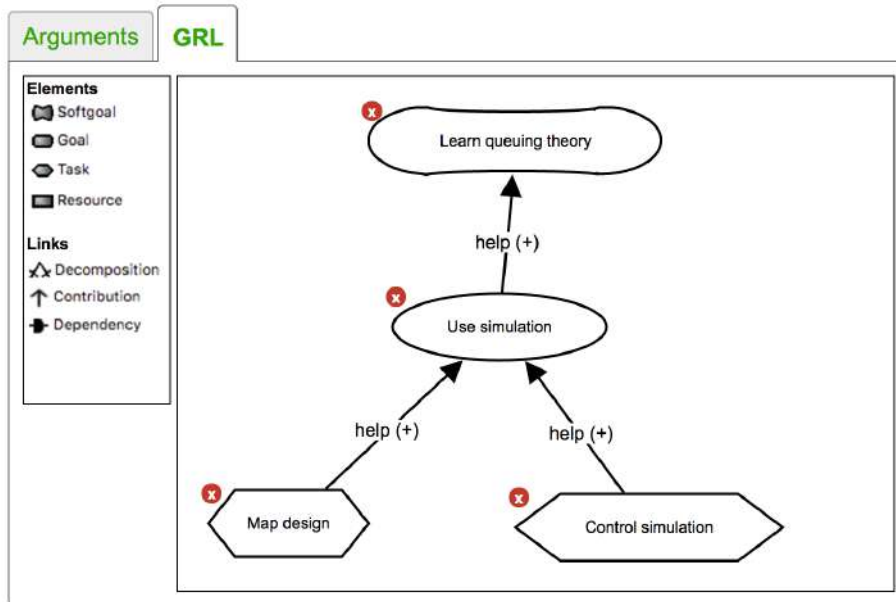 Arguments
GRL
Elements
Softgoal
Goal
Task
Resource
Links
Decomposition
Contribution
Dependency
x
Learn queuing theory
help (+)
x
Use simulation
help (+)
help (+)
x
Map design
x
Control simulation